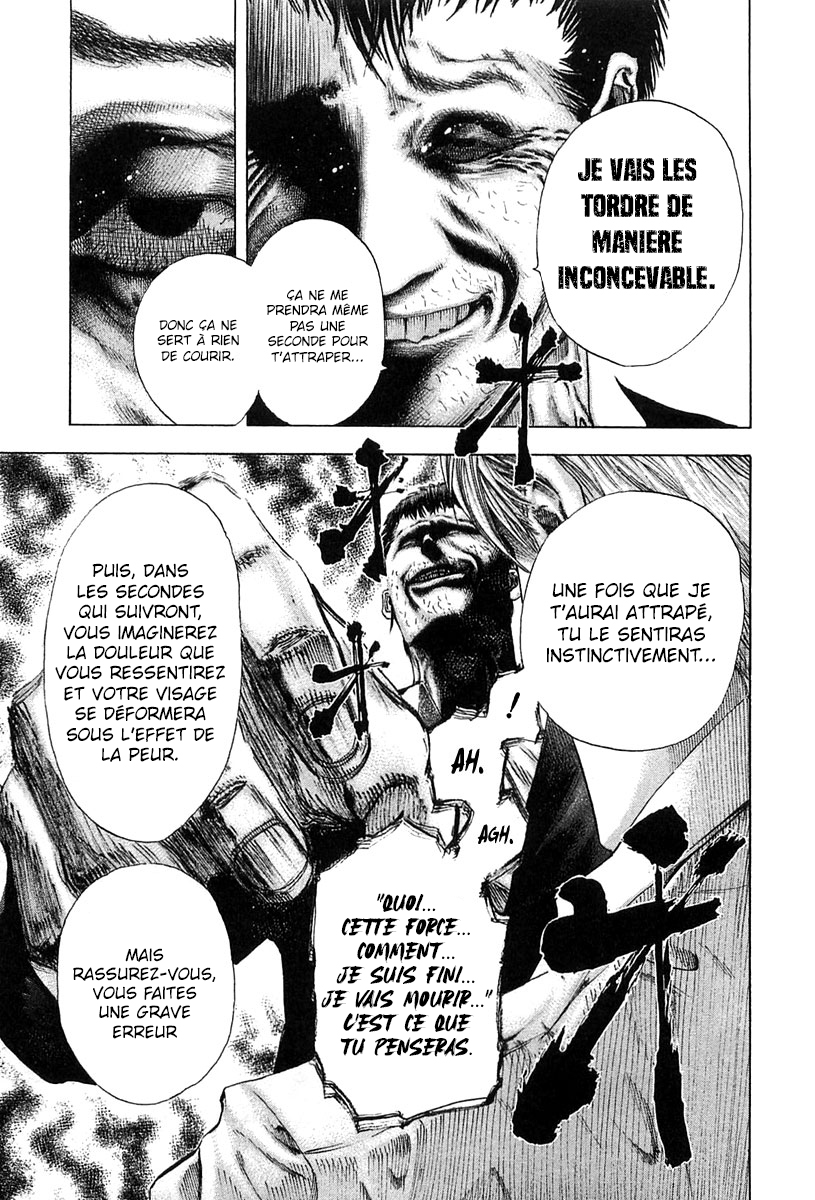 JE VAIS LES
TORDRE DE
MANIERE
INCONCEVABLE.
ÇA NE ME
PRENDRA MÊME
PAS UNE
SECONDE POUR
T'ATTRAPER...
DONC ÇA NE
SERT À RIEN
DE COURIR.
UNE FOIS QUE JE
T'AURAI ATTRAPÉ,
TU LE SENTIRAS
INSTINCTIVEMENT...
!
AH.
AGH.
"QUOI...
CETTE FORCE...
COMMENT...
JE SUIS FINI...
JE VAIS MOURIR..."
C'EST CE QUE
TU PENSERAS.
PUIS, DANS
LES SECONDES
QUI SUIVRONT,
VOUS IMAGINEREZ
LA DOULEUR QUE
VOUS RESSENTIREZ
ET VOTRE VISAGE
SE DÉFORMERA
SOUS L'EFFET DE
LA PEUR.
MAIS
RASSUREZ-VOUS,
VOUS FAITES
UNE GRAVE
ERREUR